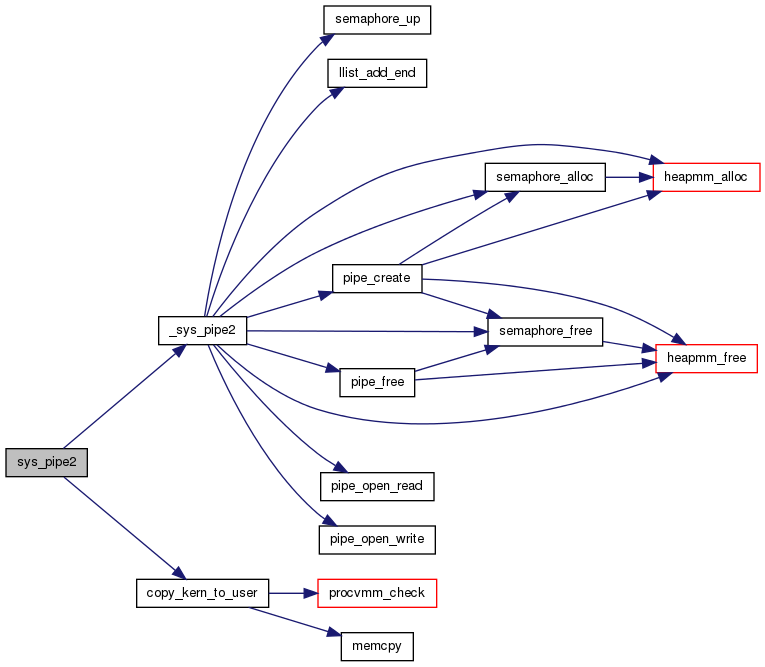 semaphore_up
llist_add_end
semaphore_alloc
heapmm_alloc
pipe_create
_sys_pipe2
semaphore_free
heapmm_free
pipe_free
sys_pipe2
pipe_open_read
pipe_open_write
copy_kern_to_user
procvmm_check
memcpy